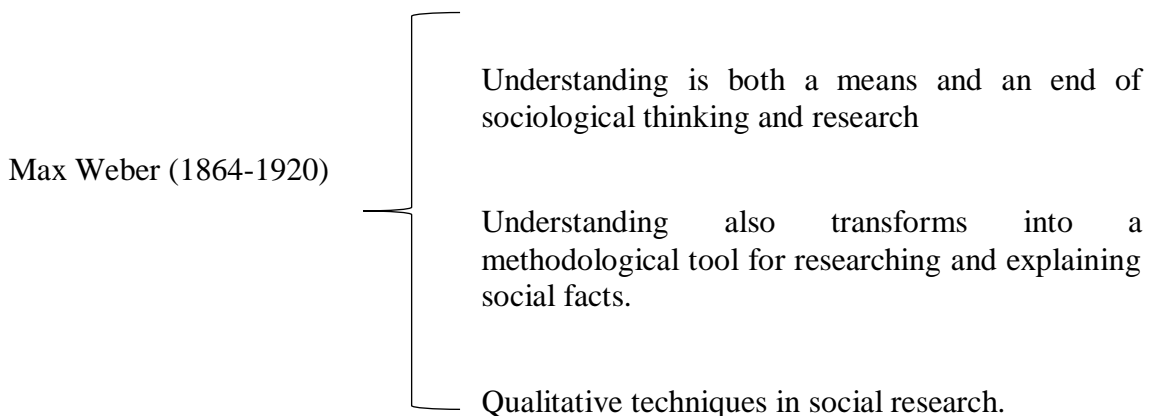 Understanding is both a means and an end of
sociological thinking and research
Max Weber (1864-1920)
Understanding also transforms into a
methodological tool for researching and explaining
social facts.
Qualitative techniques in social research.